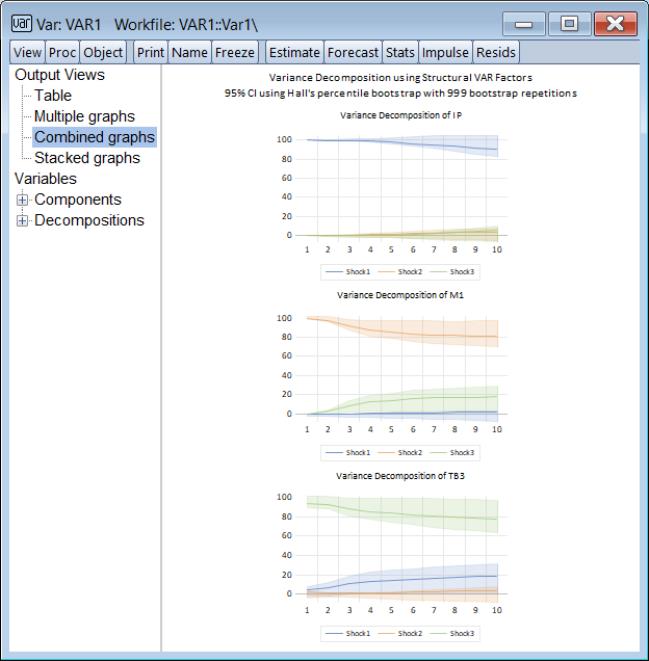 var Var: VAR1 Workfile: VAR1::Var1\
View Proc Object Print Name Freeze Estimate Forecast Stats Impulse Resids
Output Views
Table
Multiple graphs
Combined graphs
Stacked graphs
Variables
Components
Decompositions
Variance Decomposition using Structural VAR Factors
95% CI using Hall's percentile bootstrap with 999 bootstrap repetitions
Variance Decomposition of IP
100
80
60
40
20
0
1 2 3 4 5 6 7 8 9 10
Shock1 Shock2 Shock3
Variance Decomposition of M1
100
80
60
40
20
0
1 2 3 4 5 6 7 8 9 10
Shock1 Shock2 Shock3
Variance Decomposition of TB3
100
80
60
40
20
0
1 2 3 4 5 6 7 8 9 10
Shock1 Shock2 Shock3